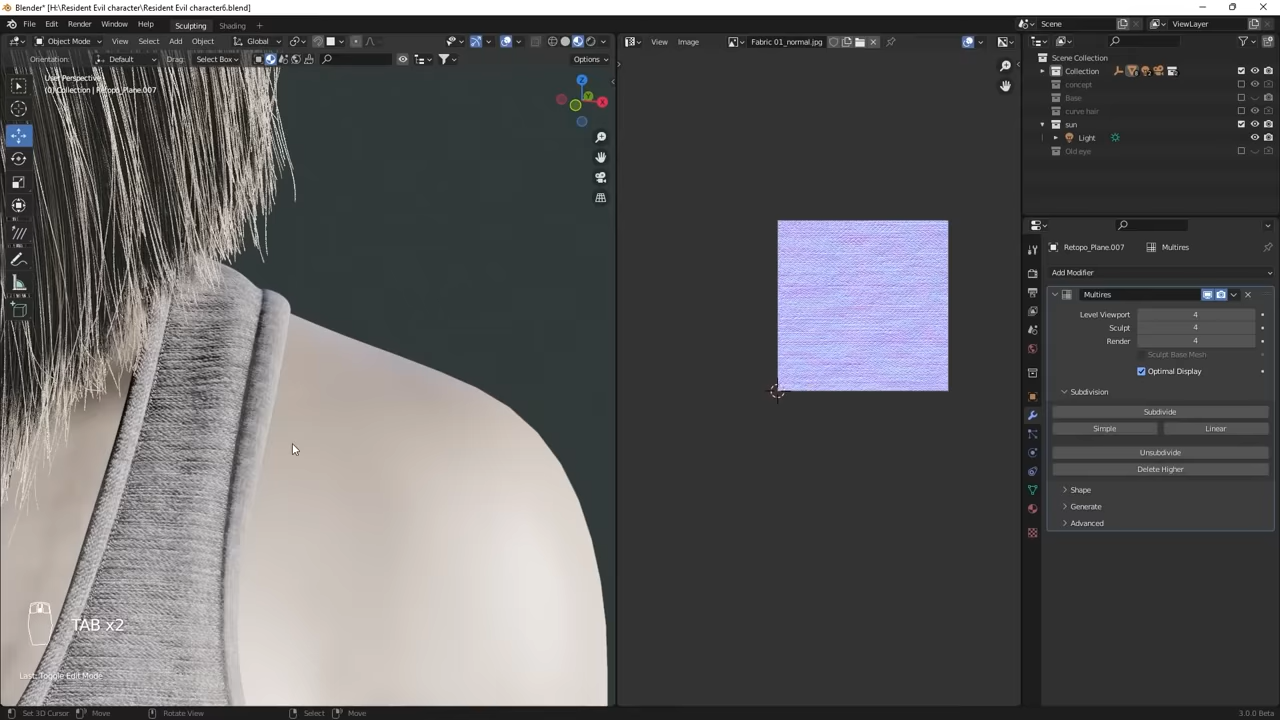 Blender* [H:\Resident Evil character\Resident Evil character6.blend]
File Edit Render Window Help Sculpting Shading Scene ViewLayer
Object Mode View Select Add Object Global View Image Fabric 01_normal.jpg
Orientation: Default Drag: Select Box Options
User Perspective
(0) Collection | Retopo_Plane.007
Z
Y
X
Scene Collection
Collection
concept
Base
curve hair
sun
Light
Old eye
Retopo_Plane.007 Multires
Add Modifier
Multires
Level Viewport 4
Sculpt 4
Render 4
Sculpt Base Mesh
Optimal Display
Subdivision
Subdivide
Simple Linear
Unsubdivide
Delete Higher
Shape
Generate
Advanced
TAB x2
Last: Toggle Edit Mode
Set 3D Cursor Move Rotate View Select Move 3.0.0 Beta